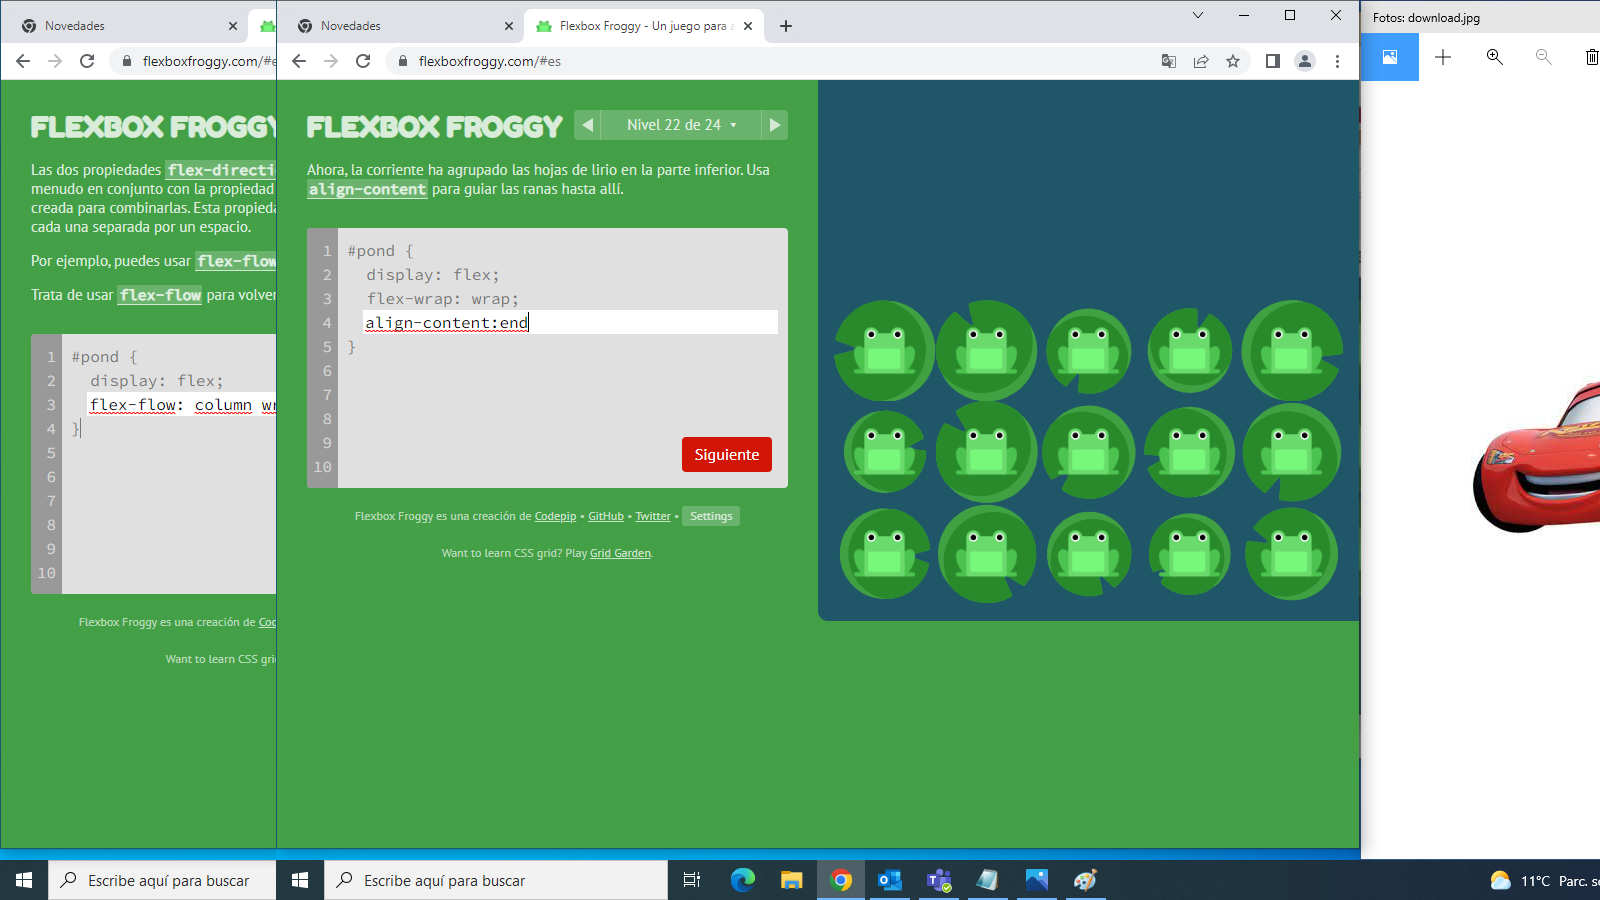 Novedades
flexboxfroggy.com/#e
FLEXBOX FROGGY
Las dos propiedades flex-directi
menudo en conjunto con la propiedad
creada para combinarlas. Esta propieda
cada una separada por un espacio.
Por ejemplo, puedes usar flex-flow
Trata de usar flex-flow para volver
1 #pond {
2 display: flex;
3 flex-flow: column wr
4 }
5
6
7
8
9
10
Flexbox Froggy es una creación de Coc
Want to learn CSS gri
Escribe aquí para buscar
Novedades
Flexbox Froggy - Un juego para a
flexboxfroggy.com/#es
FLEXBOX FROGGY
Nivel 22 de 24
Ahora, la corriente ha agrupado las hojas de lirio en la parte inferior. Usa
align-content para guiar las ranas hasta allí.
1 #pond {
2 display: flex;
3 flex-wrap: wrap;
4 align-content:end
5 }
6
7
8
9
10
Siguiente
Flexbox Froggy es una creación de Codepip • GitHub • Twitter • Settings
Want to learn CSS grid? Play Grid Garden.
Escribe aquí para buscar
Fotos: download.jpg
11°C Parc. s